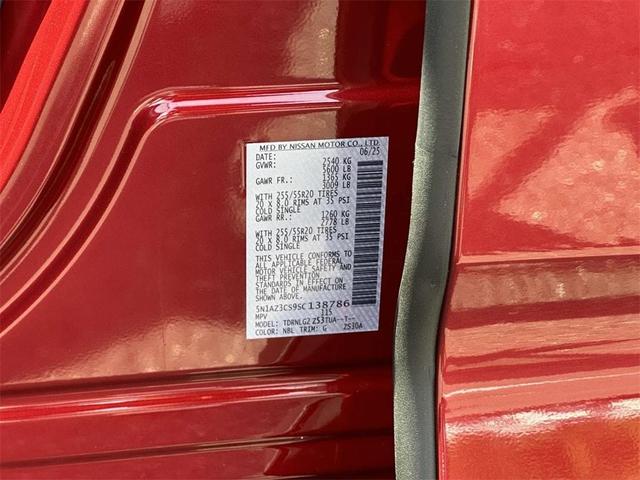 MFD BY NISSAN MOTOR CO., LTD.
DATE: 06/25
GVWR: 2540 KG
5600 LB
GAWR FR.: 1365 KG
3009 LB
WITH 255/55R20 TIRES
20 x 8.0 RIMS AT 35 PSI
COLD SINGLE
GAWR RR.: 1260 KG
2778 LB
WITH 255/55R20 TIRES
20 x 8.0 RIMS AT 35 PSI
COLD SINGLE
THIS VEHICLE CONFORMS TO
ALL APPLICABLE FEDERAL
MOTOR VEHICLE SAFETY AND
THEFT PREVENTION
STANDARDS IN EFFECT ON
THE DATE OF MANUFACTURE
SHOWN ABOVE.
5N1AZ3CS9SC138786
MPV 115
MODEL: TDRNLG2 Z53TUA--T--
COLOR: NBL TRIM: G ZS30A